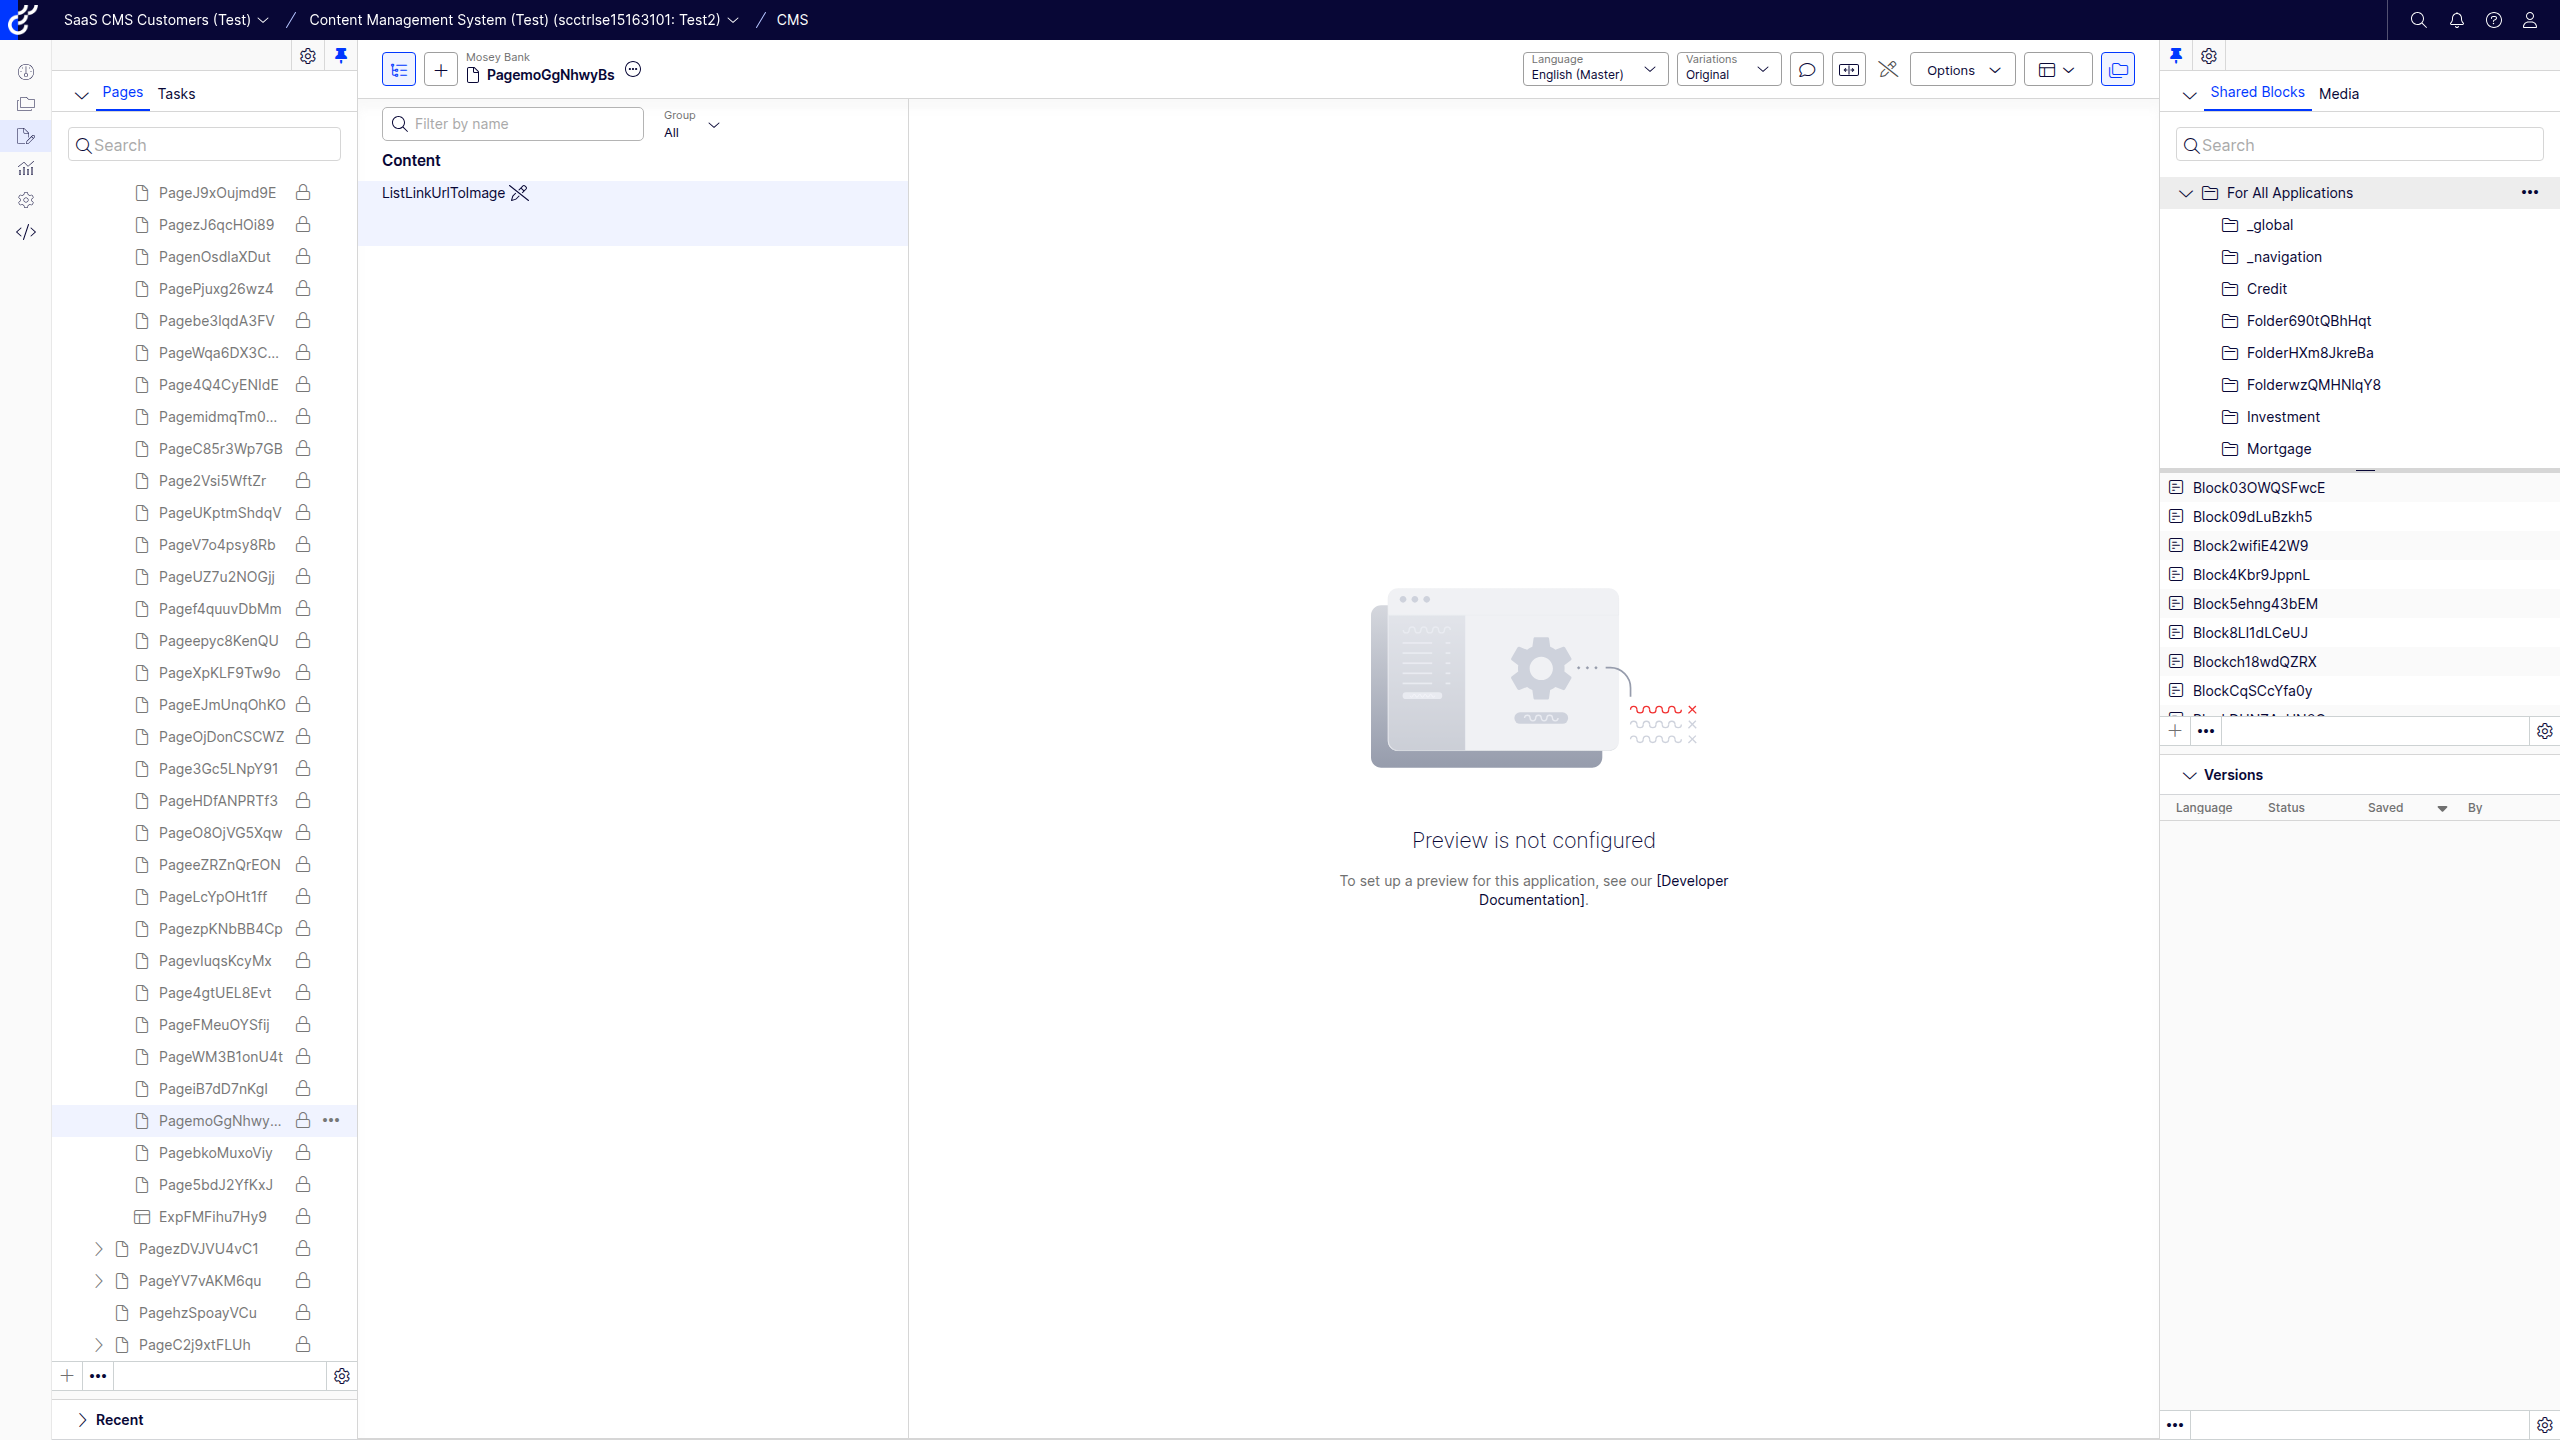 SaaS CMS Customers (Test) / Content Management System (Test) (scctrlse15163101: Test2) / CMS
Pages Tasks
Search
PageJ9xOujmd9E
PagezJ6qcHOi89
PagenOsdlaXDut
PagePjuxg26wz4
Pagebe3lqdA3FV
PageWqa6DX3C...
Page4Q4CyENldE
PagemidmqTm0...
PageC85r3Wp7GB
Page2Vsi5WftZr
PageUKptmShdqV
PageV7o4psy8Rb
PageUZ7u2NOGjj
Pagef4quuvDbMm
Pageepyc8KenQU
PageXpKLF9Tw9o
PageEJmUnqOhKO
PageOjDonCSCWZ
Page3Gc5LNpY91
PageHDfANPRTf3
PageO8OjVG5Xqw
PageeZRZnQrEON
PageLcYpOHt1ff
PagezpKNbBB4Cp
PagevluqsKcyMx
Page4gtUEL8Evt
PageFMeuOYSfij
PageWM3B1onU4t
PageiB7dD7nKgl
PagemoGgNhwy...
PagebkoMuxoViy
Page5bdJ2YfKxJ
ExpFMFihu7Hy9
PagezDVJVU4vC1
PageYV7vAKM6qu
PagehzSpoayVCu
PageC2j9xtFLUh
Recent
Mosey Bank
PagemoGgNhwyBs
Language
English (Master)
Variations
Original
Options
Filter by name
Group
All
Content
ListLinkUrlToImage
Preview is not configured
To set up a preview for this application, see our [Developer
Documentation].
Shared Blocks Media
Search
For All Applications
_global
_navigation
Credit
Folder690tQBhHqt
FolderHXm8JkreBa
FolderwzQMHNlqY8
Investment
Mortgage
Block03OWQSFwcE
Block09dLuBzkh5
Block2wifiE42W9
Block4Kbr9JppnL
Block5ehng43bEM
Block8LI1dLCeUJ
Blockch18wdQZRX
BlockCqSCcYfa0y
Versions
Language Status Saved By